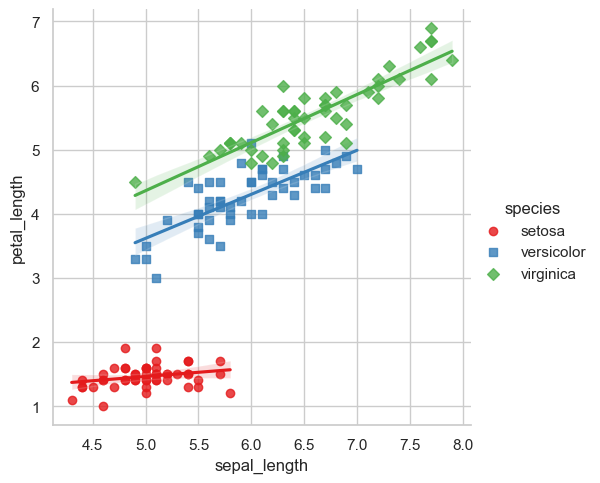 7
6
5
4
3
2
1
petal_length
4.5 5.0 5.5 6.0 6.5 7.0 7.5 8.0
sepal_length
species
setosa
versicolor
virginica